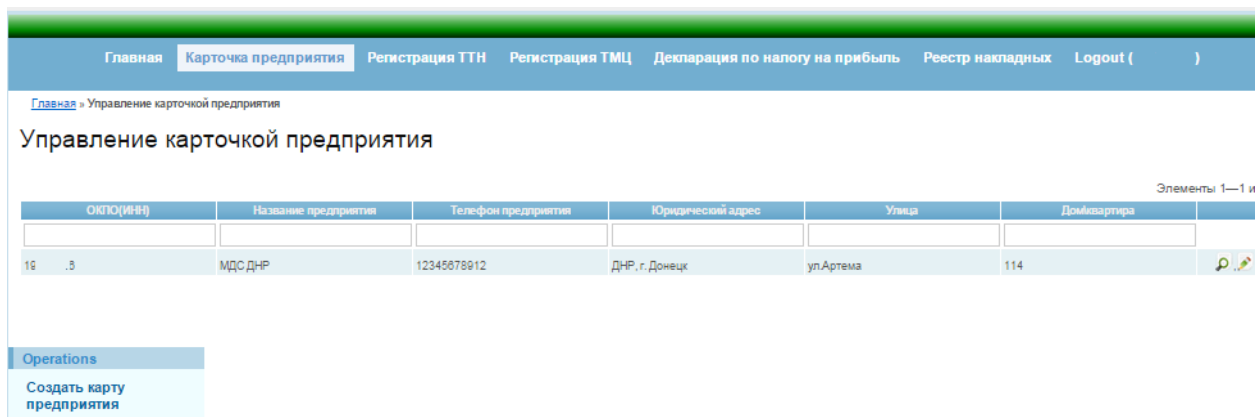 Главная Карточка предприятия Регистрация ТТН Регистрация ТМЦ Декларация по налогу на прибыль Реестр накладных Logout ( )
Главная » Управление карточкой предприятия
Управление карточкой предприятия
Элементы 1—1 и
ОКПО(ИНН) Название предприятия Телефон предприятия Юридический адрес Улица Дом/квартира
19 .5 МДС ДНР 12345678912 ДНР, г. Донецк ул.Артема 114
Operations
Создать карту
предприятия